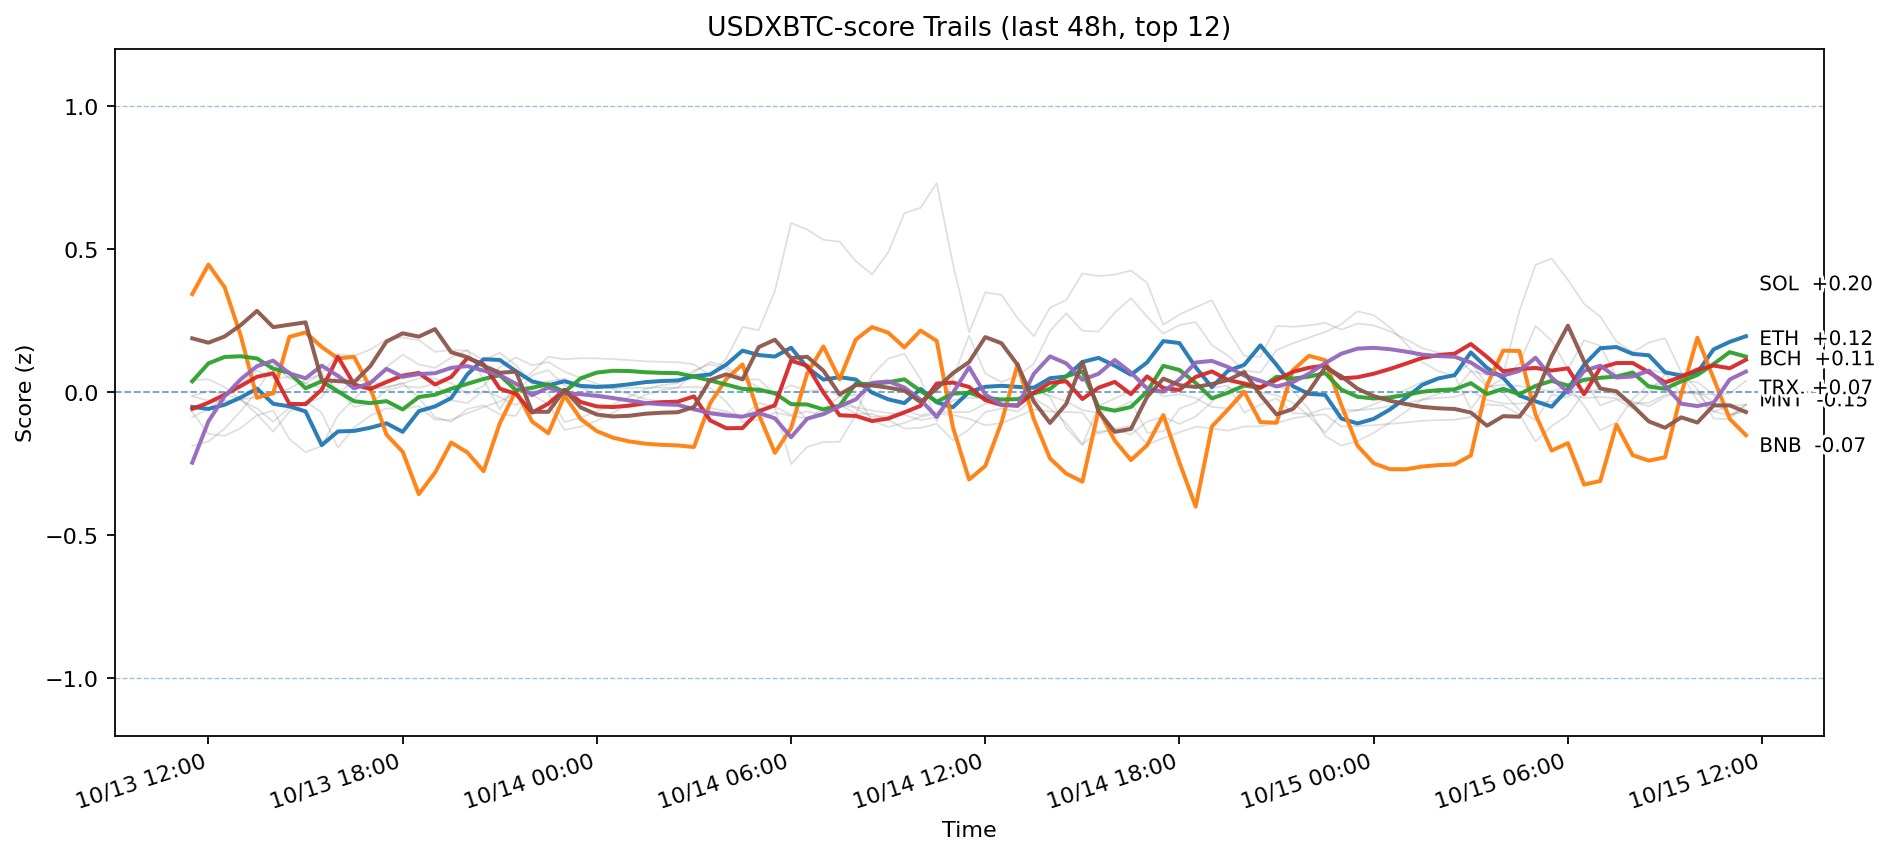 USDXBTC-score Trails (last 48h, top 12)
Score (z)
1.0
0.5
0.0
−0.5
−1.0
SOL +0.20
ETH +0.12
BCH +0.11
TRX +0.07
MNT -0.15
BNB -0.07
10/13 12:00
10/13 18:00
10/14 00:00
10/14 06:00
10/14 12:00
10/14 18:00
10/15 00:00
10/15 06:00
10/15 12:00
Time